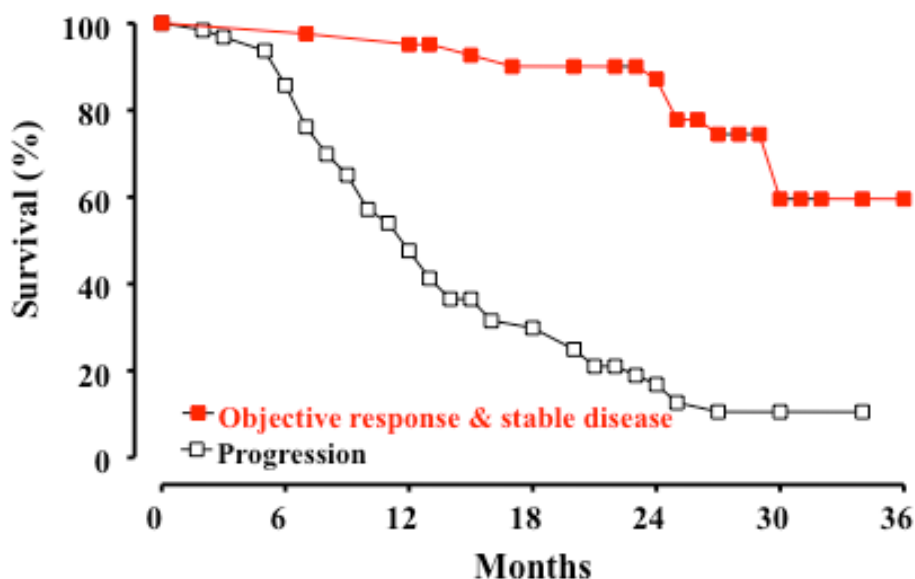 Survival (%)
100
80
60
40
20
0
Objective response & stable disease
Progression
0 6 12 18 24 30 36
Months